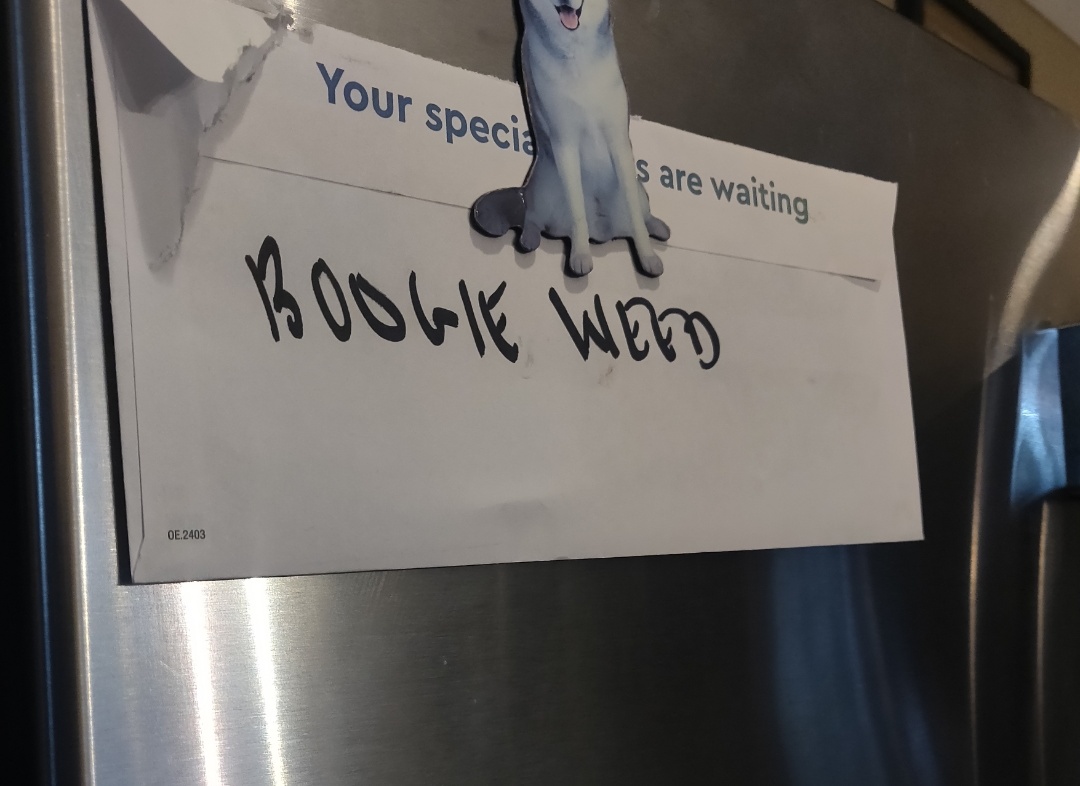 Your specia s are waiting
BOOGIE WEED
OE.2403